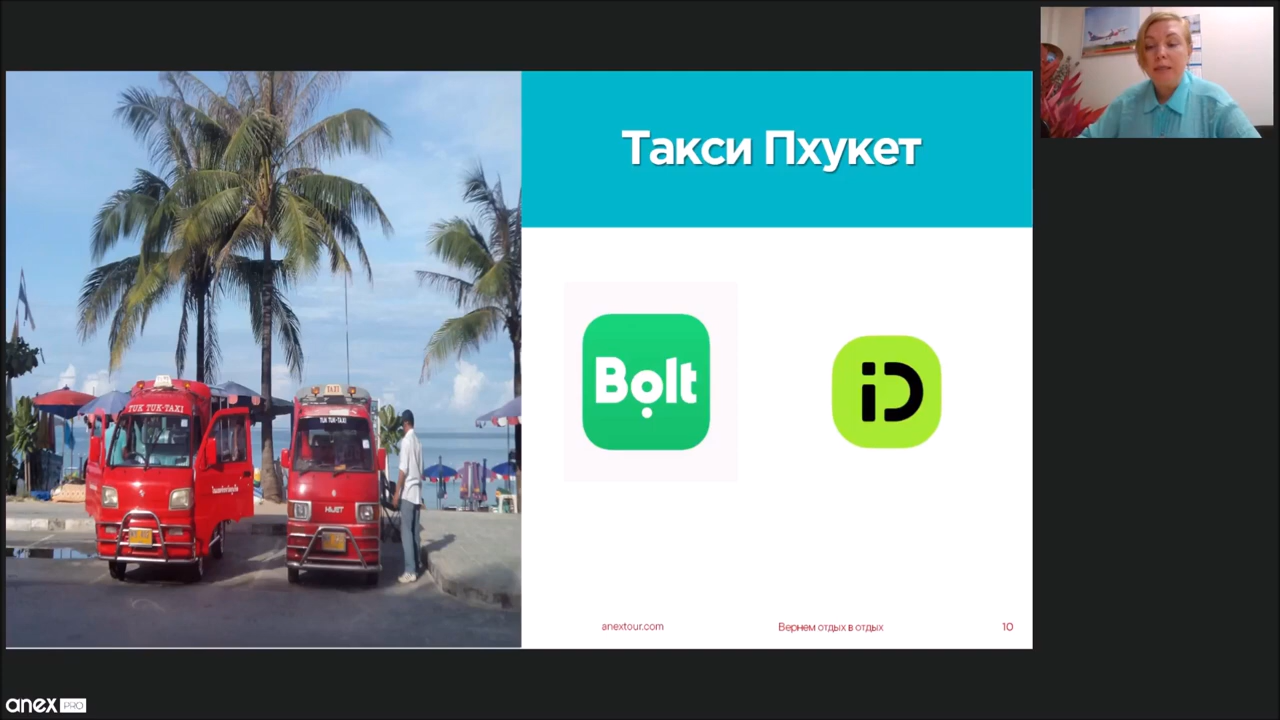 Такси Пхукет
TUK TUK-TAXI
TAXI
TUK TUK-TAXI
HIJET
Bolt
iD
anextour.com
Вернем отдых в отдых
10
anex PRO